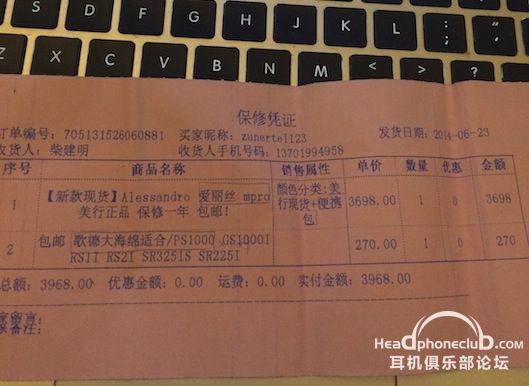 S D F G H J K L
Z X C V B N M < >
保修凭证
订单编号: 705131526060881 买家昵称: zunertel123 发货日期: 2014-06-23
收货人: 柴建明 收货人手机号码: 13701994958
序号 商品名称 销售属性 单价 数量 优惠 金额
1 【新款现货】Alessandro 爱丽丝 mpro 美行正品 保修一年 包邮! 颜色分类:美行现货+便携包 3698.00 1 0 3698
2 包邮 歌德大海绵适合/PS1000 GS1000I RS1I RS2I SR325IS SR225I 270.00 1 0 270
总额: 3968.00 优惠金额: 0.00 运费: 0.00 实付金额: 3968.00
客服备注:
HeadphoneClub.com
耳机俱乐部论坛